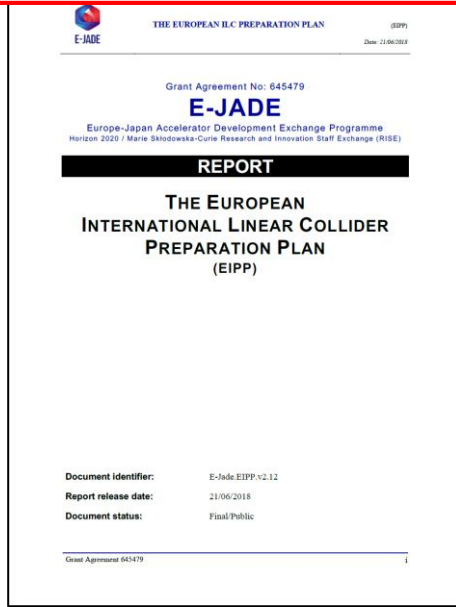 E-JADE
THE EUROPEAN ILC PREPARATION PLAN
(EIPP)
Date: 21/06/2018
Grant Agreement No: 645479
E-JADE
Europe-Japan Accelerator Development Exchange Programme
Horizon 2020 / Marie Skłodowska-Curie Research and Innovation Staff Exchange (RISE)
REPORT
THE EUROPEAN
INTERNATIONAL LINEAR COLLIDER
PREPARATION PLAN
(EIPP)
Document identifier: E-Jade.EIPP.v2.12
Report release date: 21/06/2018
Document status: Final/Public
Grant Agreement 645479 i